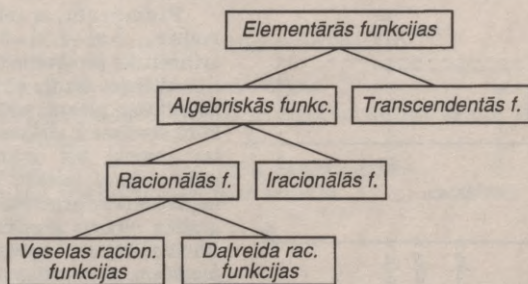 Elementārās funkcijas
Algebriskās funkc.
Transcendentās f.
Racionālās f.
Iracionālās f.
Veselas racion.
funkcijas
Daļveida rac.
funkcijas